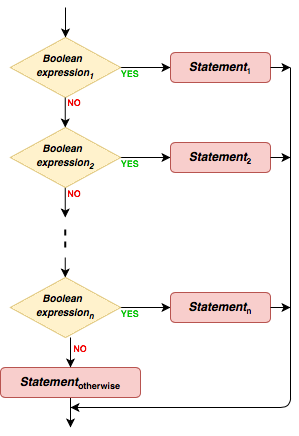 Boolean
expression1
YES
Statement1
NO
Boolean
expression2
YES
Statement2
NO
Boolean
expressionn
YES
Statementn
NO
Statementotherwise